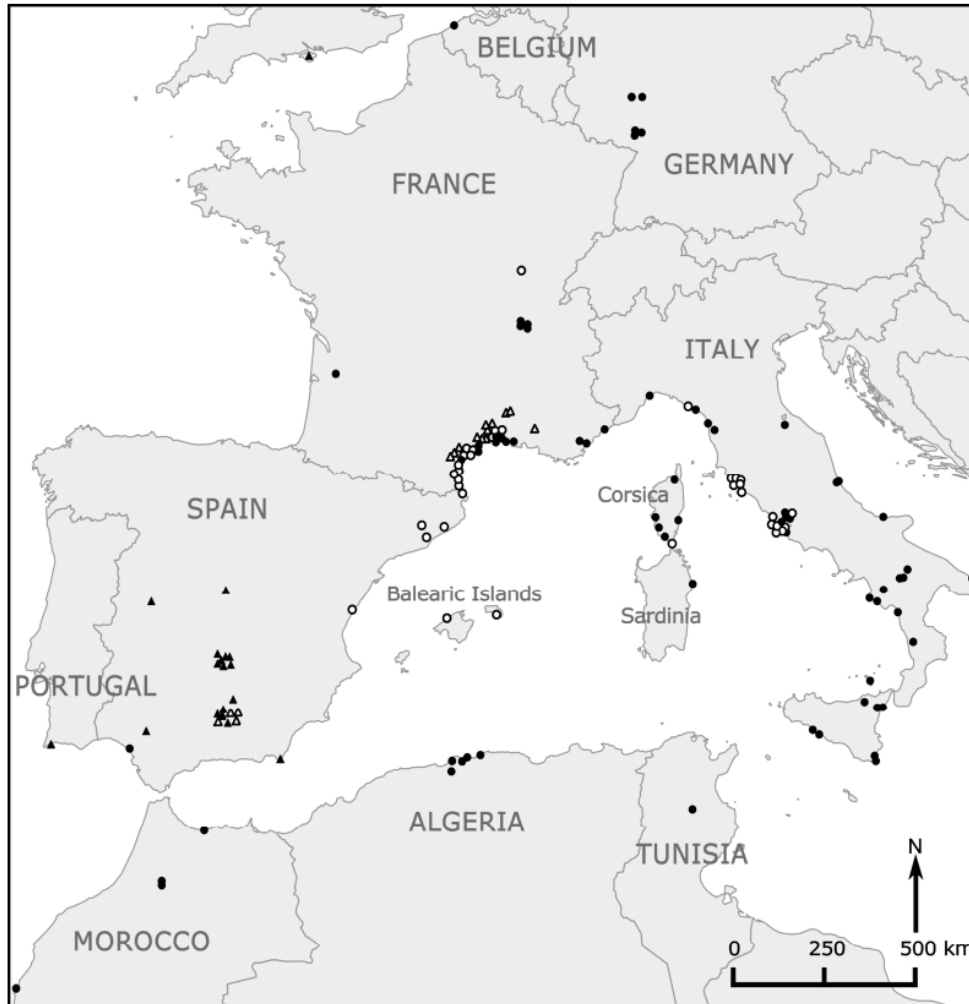 BELGIUM
GERMANY
FRANCE
ITALY
Corsica
SPAIN
Balearic Islands
Sardinia
PORTUGAL
ALGERIA
TUNISIA
N
MOROCCO
0 250 500 km